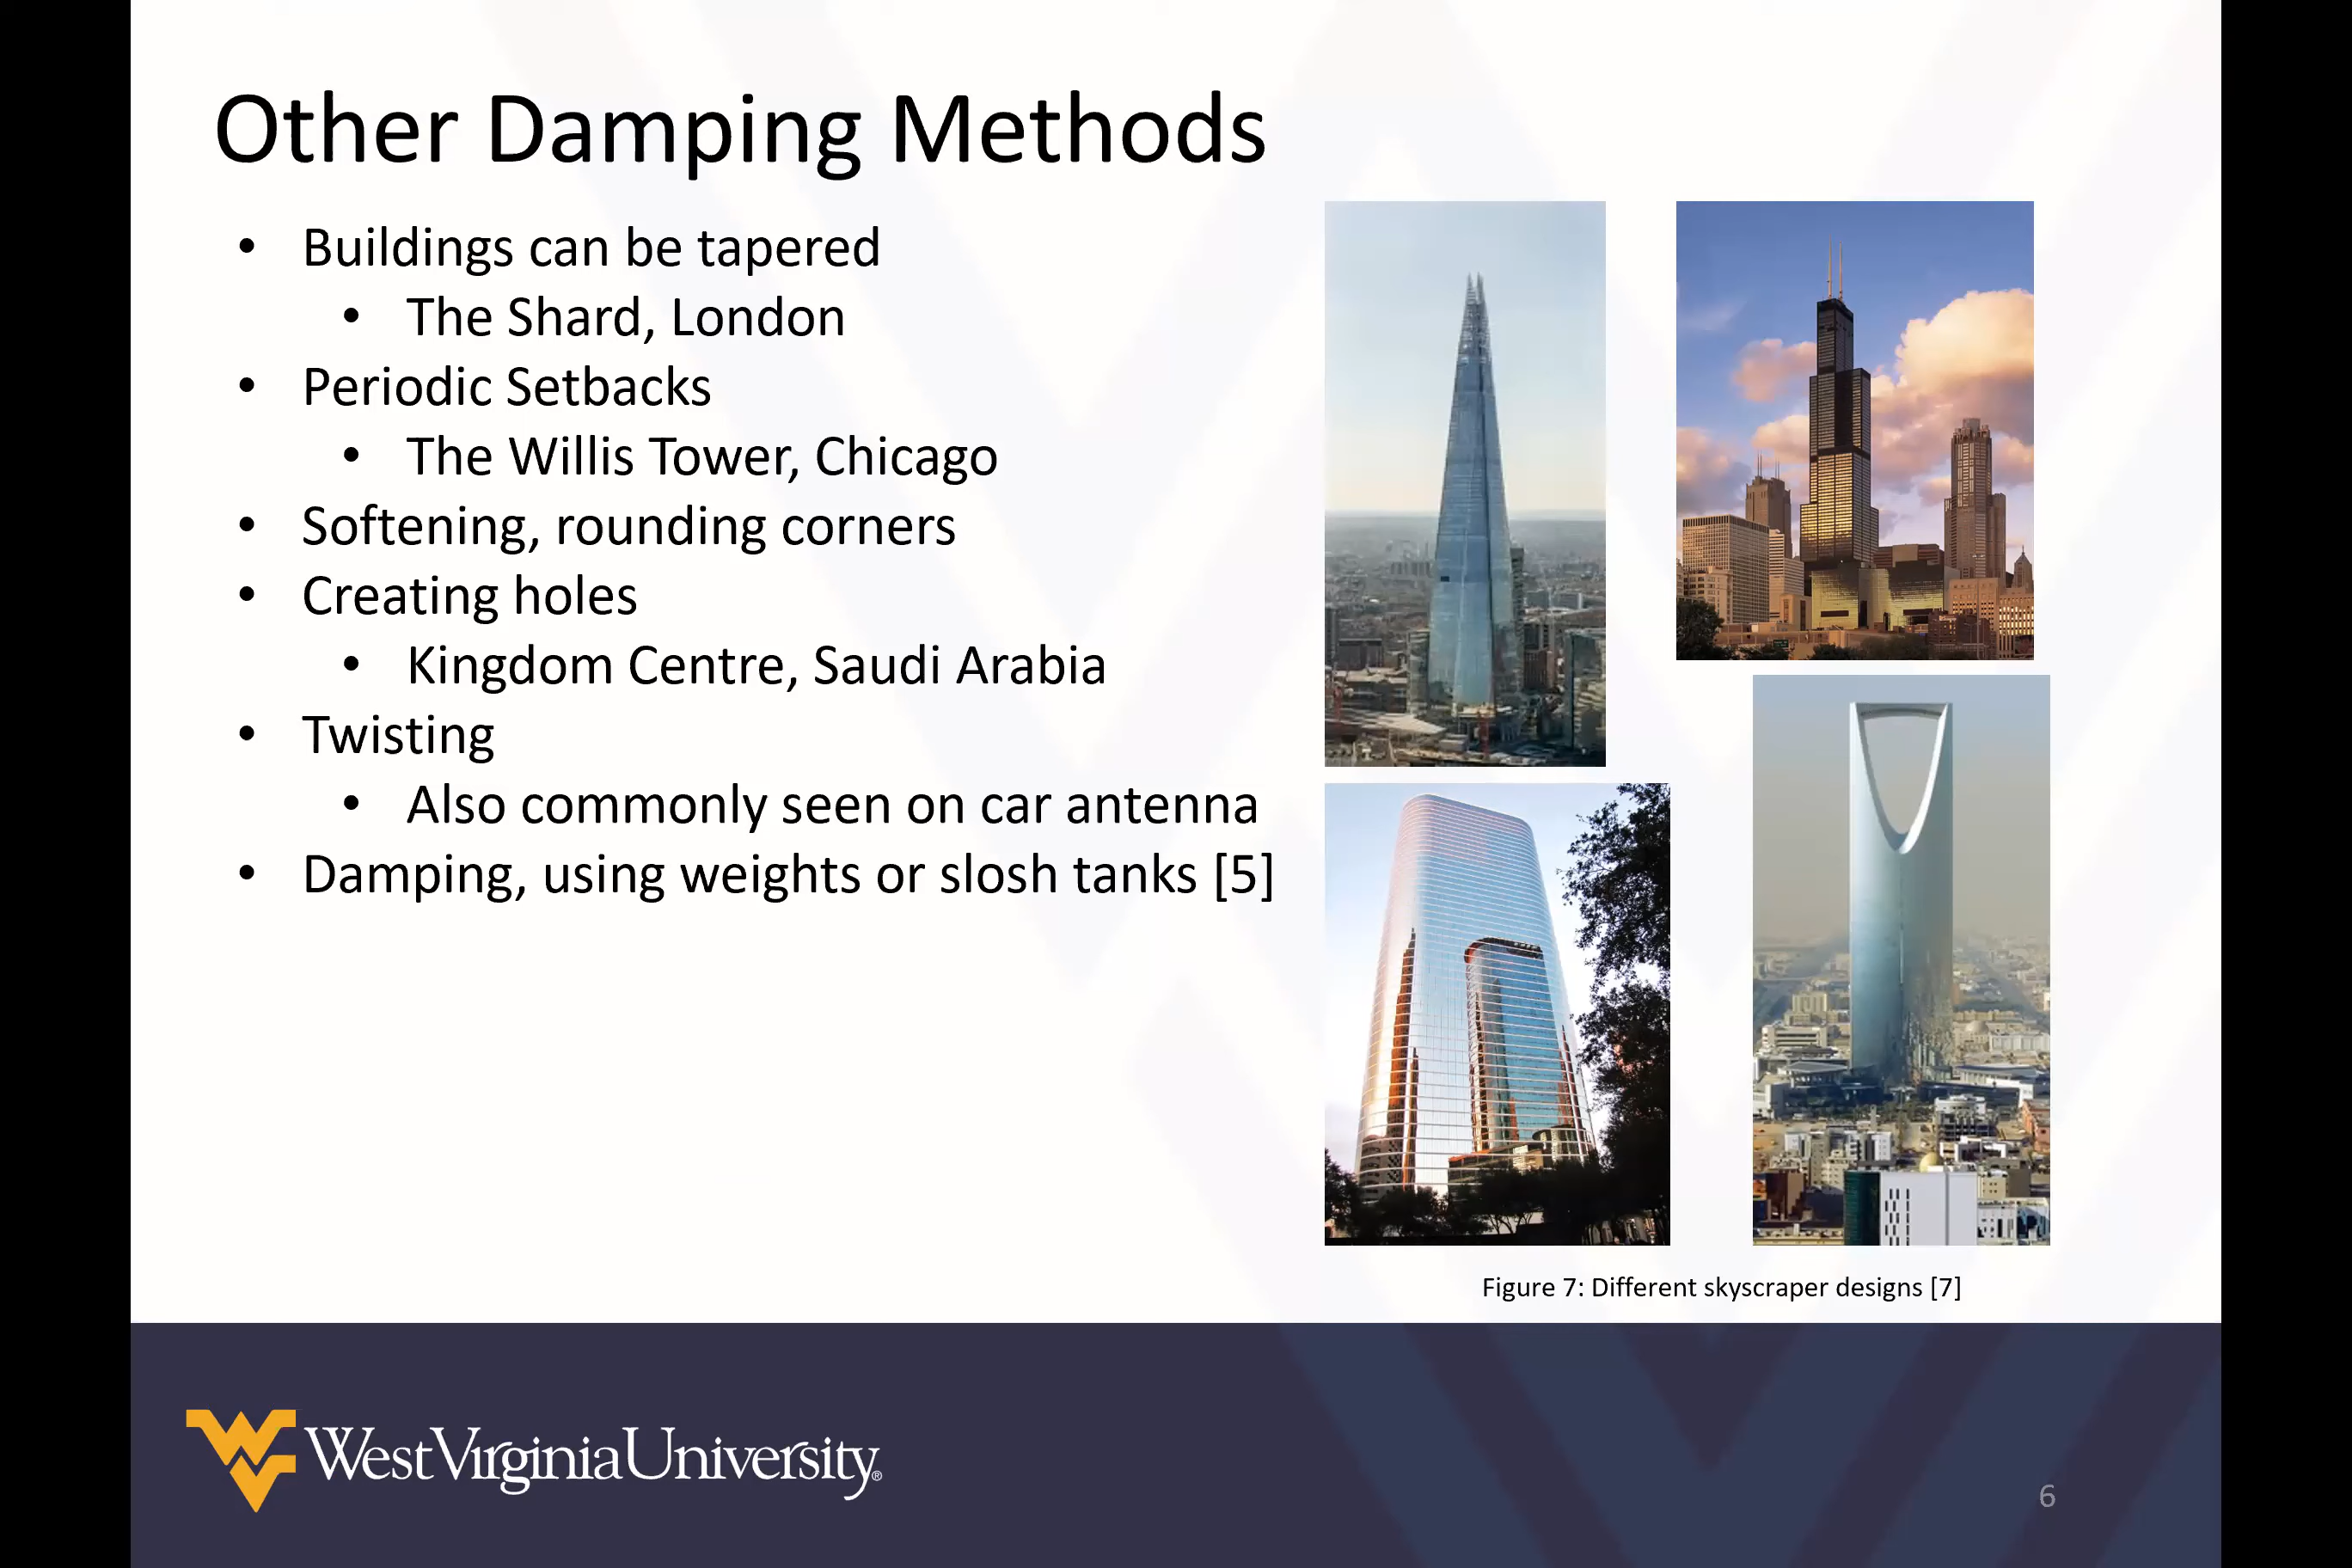 Other Damping Methods
• Buildings can be tapered
• The Shard, London
• Periodic Setbacks
• The Willis Tower, Chicago
• Softening, rounding corners
• Creating holes
• Kingdom Centre, Saudi Arabia
• Twisting
• Also commonly seen on car antenna
• Damping, using weights or slosh tanks [5]
Figure 7: Different skyscraper designs [7]
WestVirginiaUniversity®
6